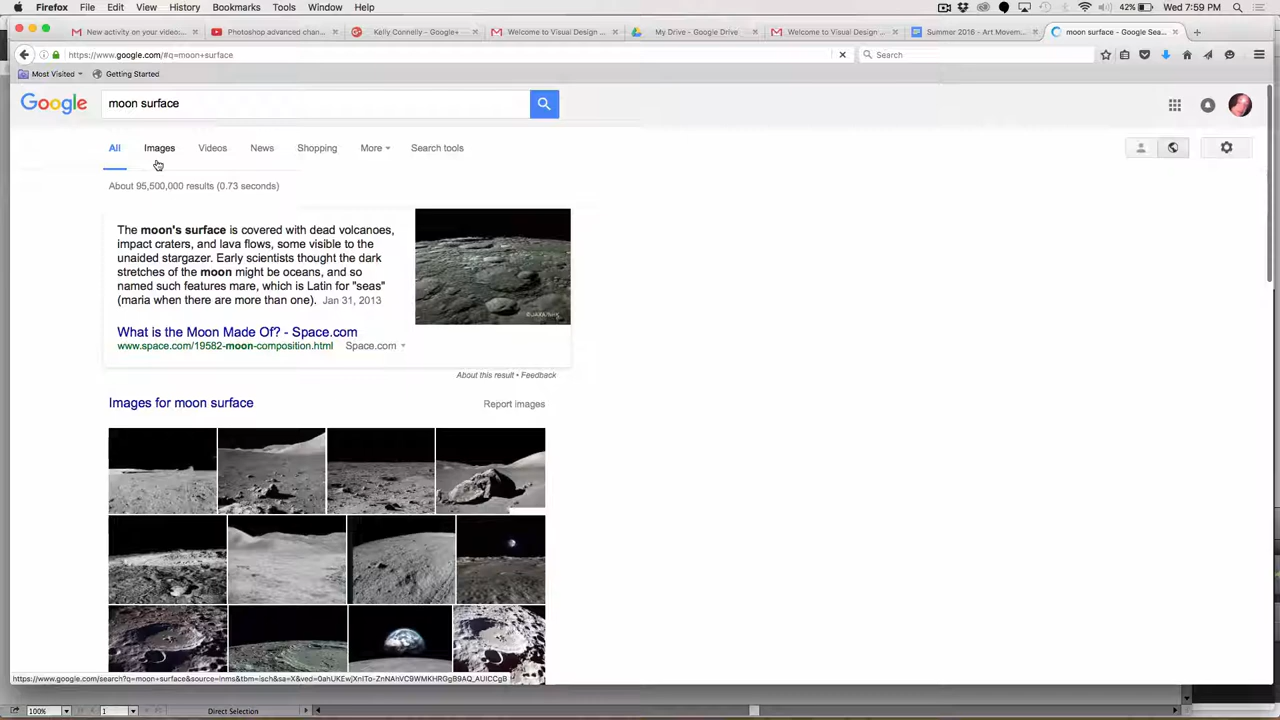 Firefox File Edit View History Bookmarks Tools Window Help 42% Wed 7:59 PM
New activity on your video: ... Photoshop advanced chan... Kelly Connelly - Google+ Welcome to Visual Design ... My Drive - Google Drive Welcome to Visual Design ... Summer 2016 - Art Movem... moon surface - Google Sea...
https://www.google.com/#q=moon+surface Search
Most Visited Getting Started
Google moon surface
All Images Videos News Shopping More Search tools
About 95,500,000 results (0.73 seconds)
The moon's surface is covered with dead volcanoes,
impact craters, and lava flows, some visible to the
unaided stargazer. Early scientists thought the dark
stretches of the moon might be oceans, and so
named such features mare, which is Latin for "seas"
(maria when there are more than one). Jan 31, 2013
What is the Moon Made Of? - Space.com
www.space.com/19582-moon-composition.html Space.com
About this result • Feedback
Images for moon surface Report images
100% 1 Direct Selection